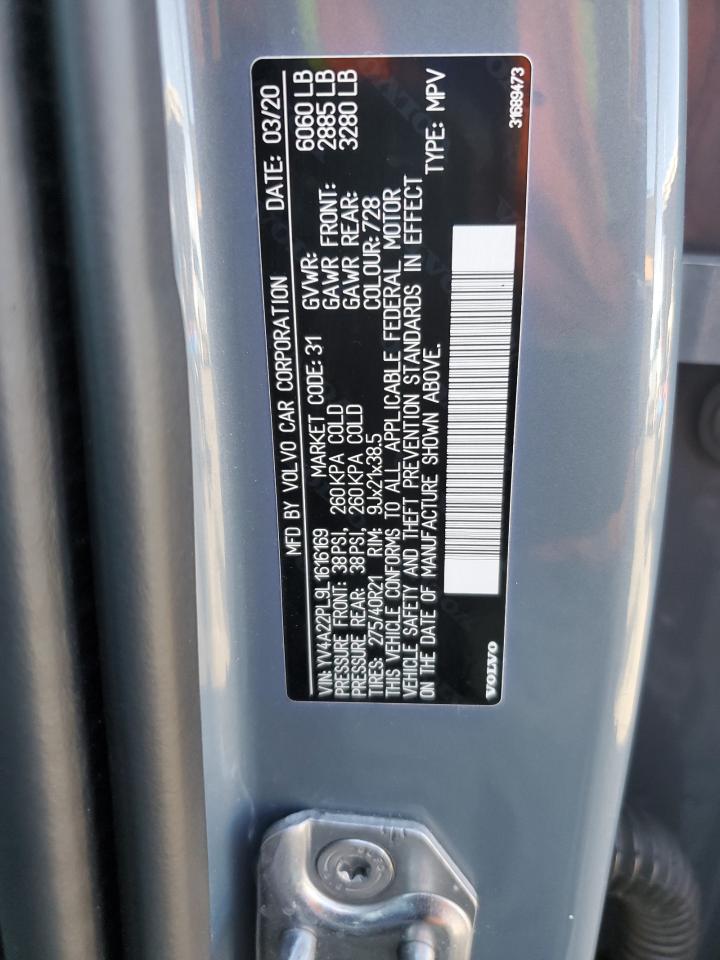 MFD BY VOLVO CAR CORPORATION DATE: 03/20
VIN: YV4A22PL9L1616169 MARKET CODE: 31 GVWR: 6060 LB
PRESSURE FRONT: 38PSI, 260KPA COLD GAWR FRONT: 2885 LB
PRESSURE REAR: 38PSI, 260KPA COLD GAWR REAR: 3280 LB
TIRES: 275/40R21 RIM: 9Jx21x38.5 COLOUR: 728
THIS VEHICLE CONFORMS TO ALL APPLICABLE FEDERAL MOTOR
VEHICLE SAFETY AND THEFT PREVENTION STANDARDS IN EFFECT
ON THE DATE OF MANUFACTURE SHOWN ABOVE. TYPE: MPV
VOLVO 31689473